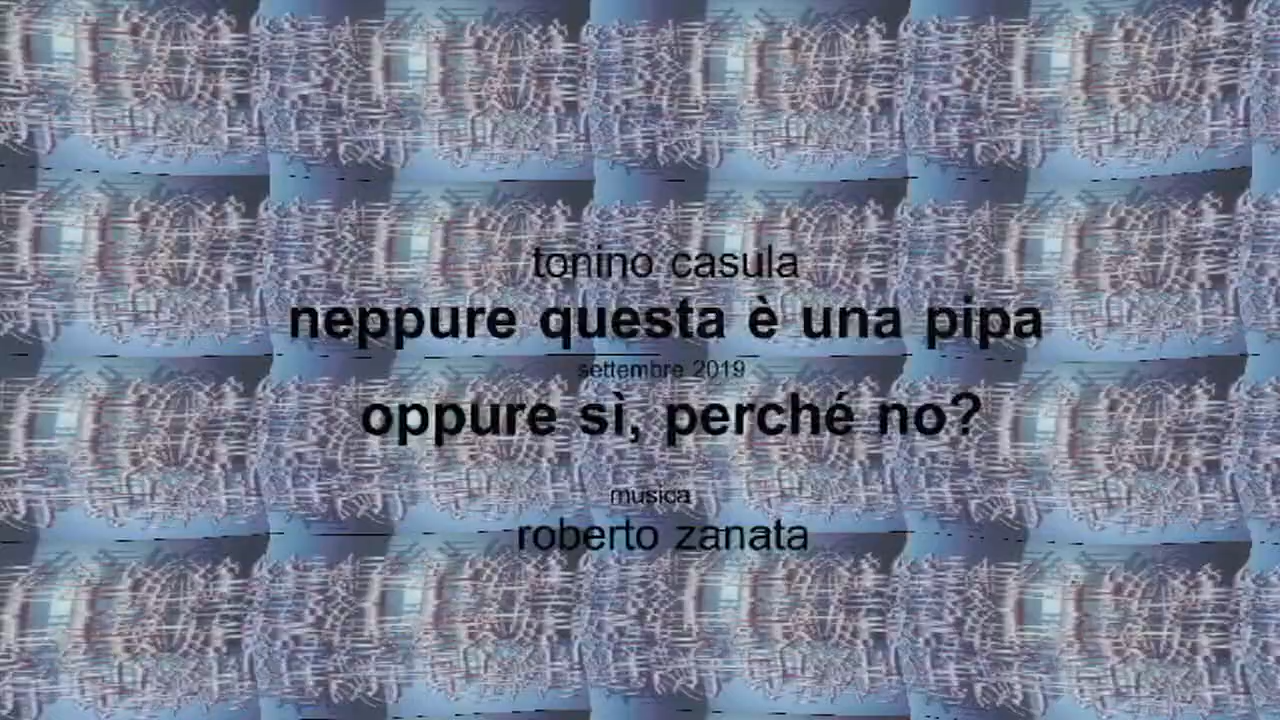 tonino casula
neppure questa è una pipa
settembre 2019
oppure sì, perché no?
musica
roberto zanata